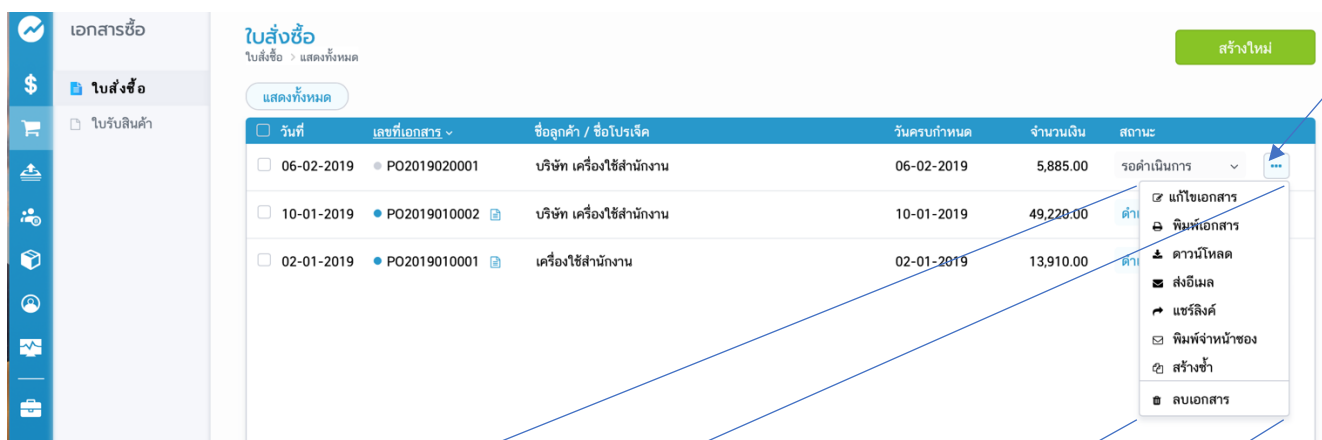 เอกสารซื้อ
ใบสั่งซื้อ
ใบรับสินค้า
ใบสั่งซื้อ
ใบสั่งซื้อ > แสดงทั้งหมด
สร้างใหม่
แสดงทั้งหมด
วันที่ เลขที่เอกสาร ชื่อลูกค้า / ชื่อโปรเจ็ค วันครบกำหนด จำนวนเงิน สถานะ
06-02-2019 PO2019020001 บริษัท เครื่องใช้สำนักงาน 06-02-2019 5,885.00 รอดำเนินการ
10-01-2019 PO2019010002 บริษัท เครื่องใช้สำนักงาน 10-01-2019 49,220.00
02-01-2019 PO2019010001 เครื่องใช้สำนักงาน 02-01-2019 13,910.00
แก้ไขเอกสาร
พิมพ์เอกสาร
ดาวน์โหลด
ส่งอีเมล
แชร์ลิงค์
พิมพ์จ่าหน้าซอง
สร้างซ้ำ
ลบเอกสาร